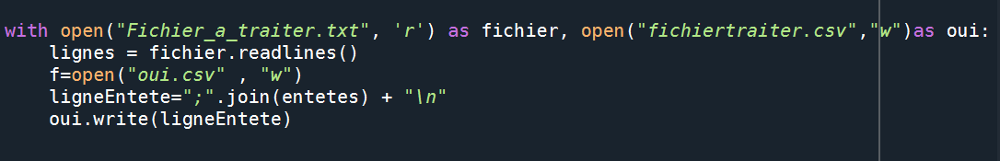 with open("Fichier_a_traiter.txt", 'r') as fichier, open("fichiertraiter.csv","w")as oui:
    lignes = fichier.readlines()
    f=open("oui.csv" , "w")
    ligneEntete=";".join(entetes) + "\n"
    oui.write(ligneEntete)